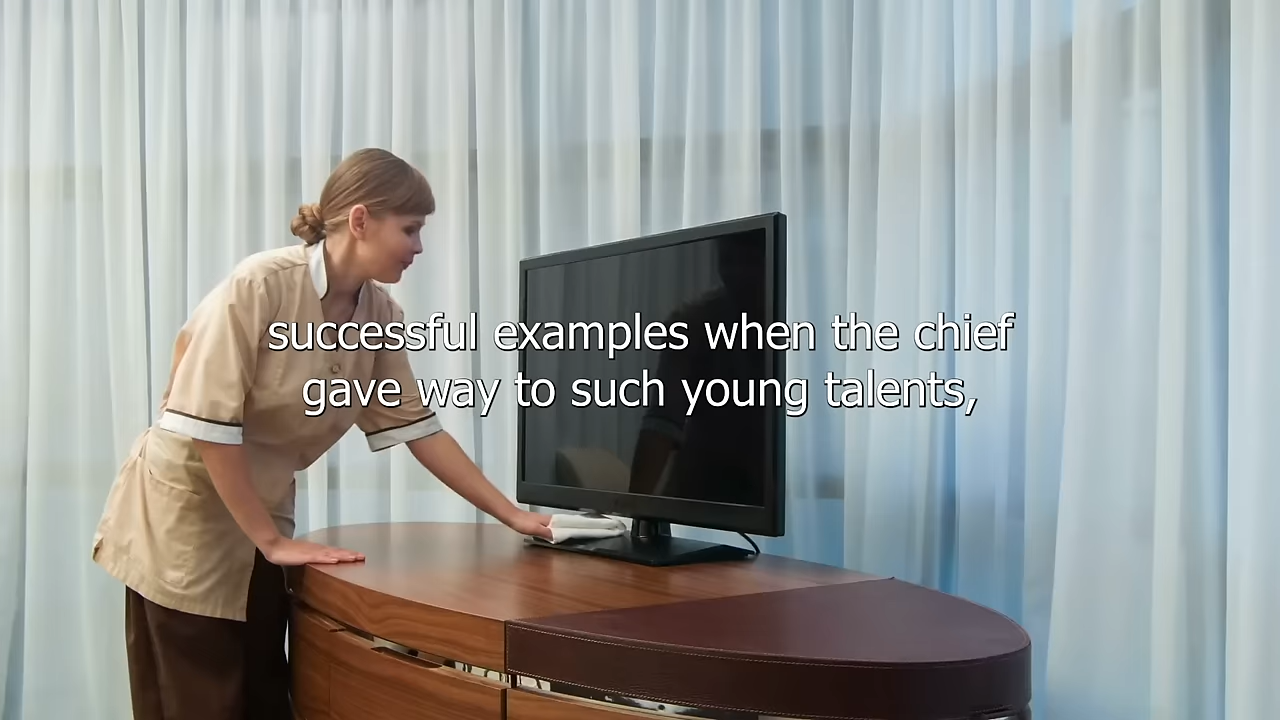 successful examples when the chief
gave way to such young talents,